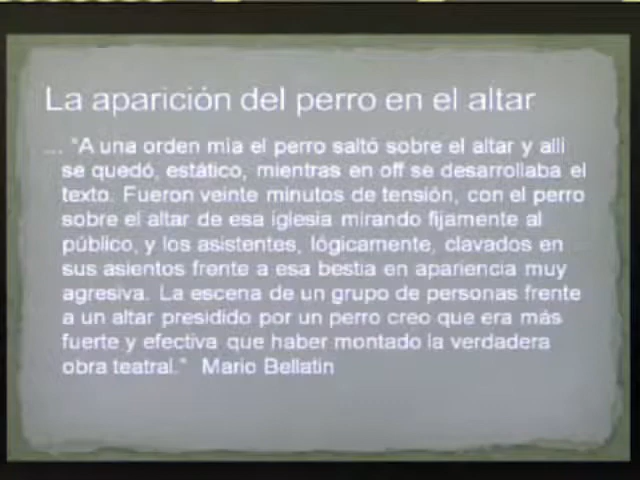 La aparición del perro en el altar
... "A una orden mía el perro saltó sobre el altar y allí
se quedó, estático, mientras en off se desarrollaba el
texto. Fueron veinte minutos de tensión, con el perro
sobre el altar de esa iglesia mirando fijamente al
público, y los asistentes, lógicamente, clavados en
sus asientos frente a esa bestia en apariencia muy
agresiva. La escena de un grupo de personas frente
a un altar presidido por un perro creo que era más
fuerte y efectiva que haber montado la verdadera
obra teatral." Mario Bellatin